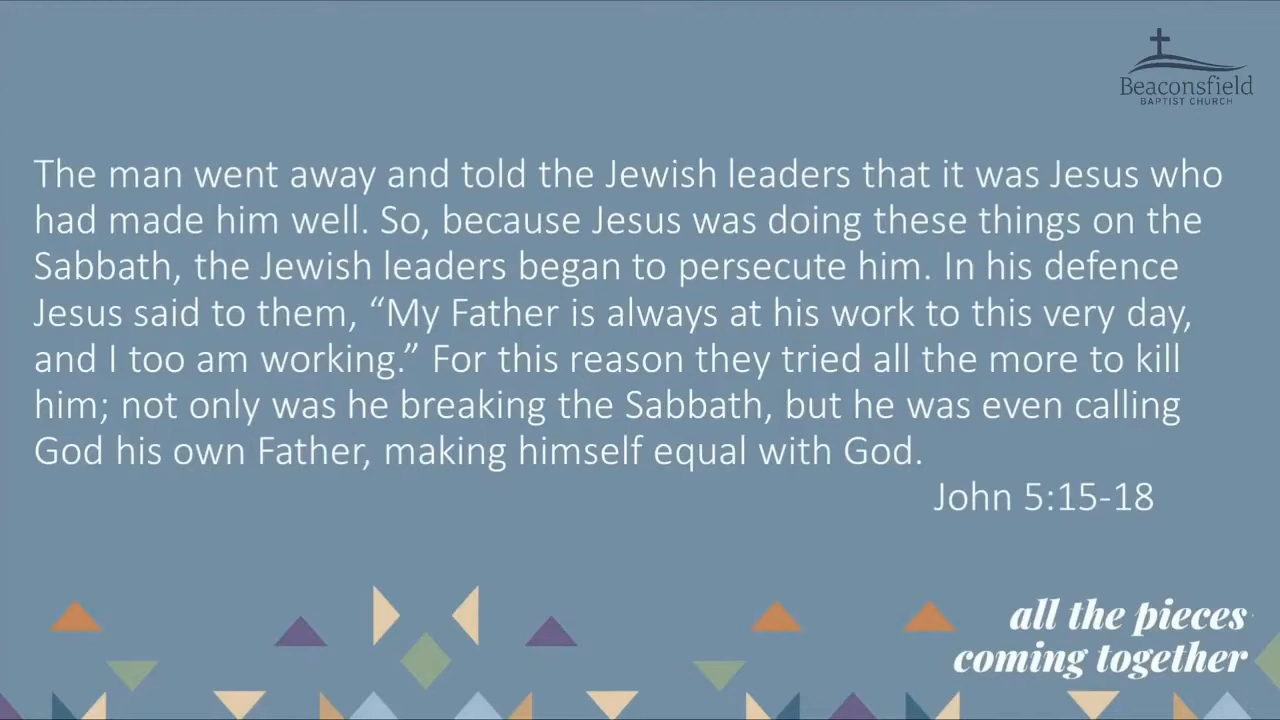 Beaconsfield
BAPTIST CHURCH
The man went away and told the Jewish leaders that it was Jesus who
had made him well. So, because Jesus was doing these things on the
Sabbath, the Jewish leaders began to persecute him. In his defence
Jesus said to them, “My Father is always at his work to this very day,
and I too am working.” For this reason they tried all the more to kill
him; not only was he breaking the Sabbath, but he was even calling
God his own Father, making himself equal with God.
John 5:15-18
all the pieces
coming together